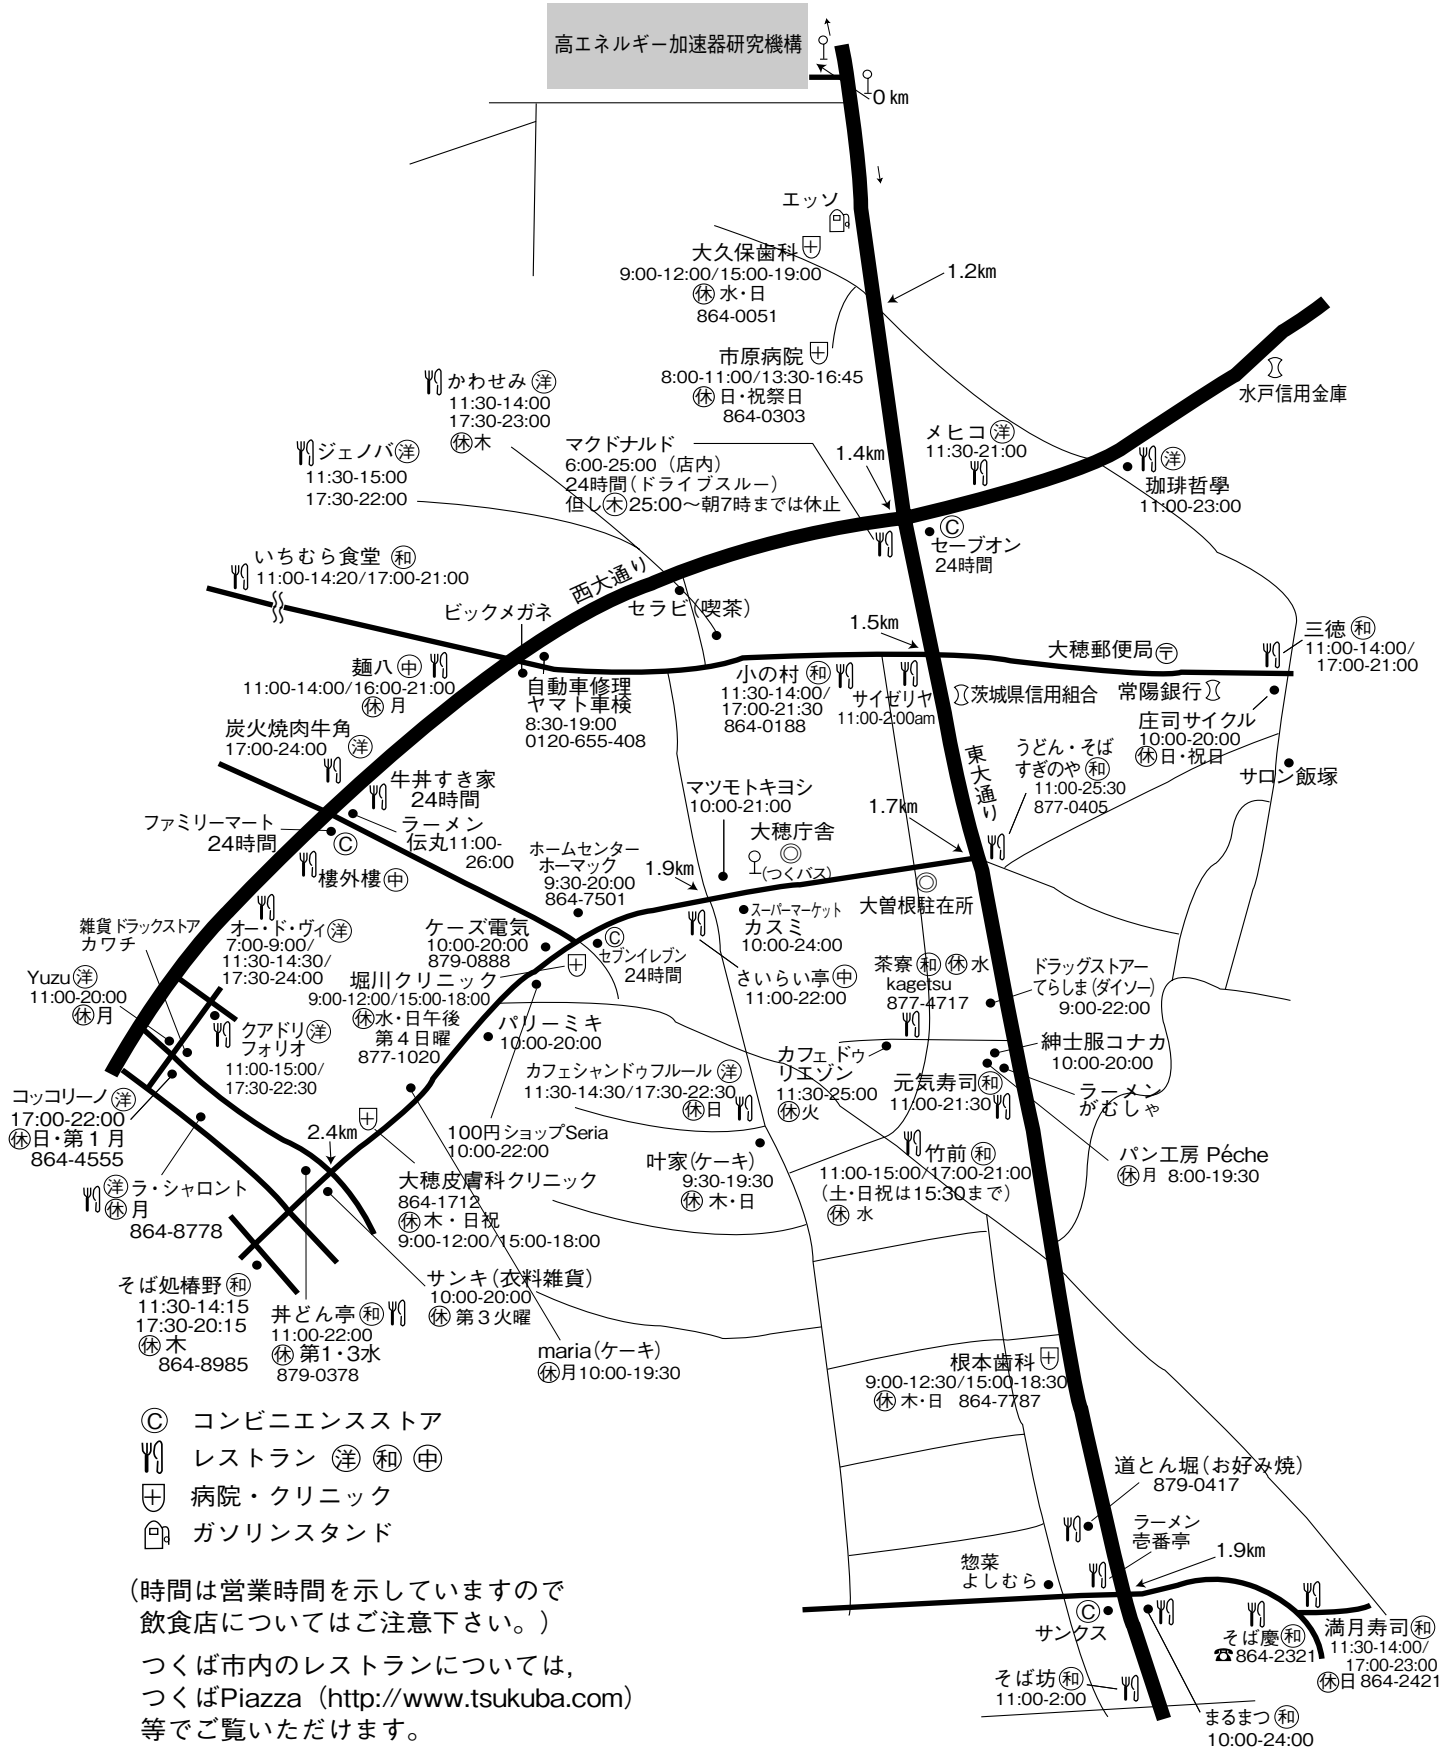 高エネルギー加速器研究機構
0 km
エッソ
大久保歯科
9:00-12:00/15:00-19:00
㊡ 水・日
864-0051
1.2km
市原病院
8:00-11:00/13:30-16:45
㊡ 日・祝祭日
864-0303
水戸信用金庫
かわせみ 洋
11:30-14:00
17:30-23:00
㊡木
ジェノバ 洋
11:30-15:00
17:30-22:00
マクドナルド
6:00-25:00（店内）
24時間（ドライブスルー）
但し木25:00～朝7時までは休止
1.4km
メヒコ 洋
11:30-21:00
洋
珈琲哲學
11:00-23:00
Ⓒ
セーブオン
24時間
いちむら食堂 和
11:00-14:20/17:00-21:00
西大通り
ビックメガネ
セラビ（喫茶）
1.5km
大穂郵便局〒
三徳 和
11:00-14:00/
17:00-21:00
麺八 中
11:00-14:00/16:00-21:00
㊡ 月
自動車修理
ヤマト車検
8:30-19:00
0120-655-408
小の村 和
11:30-14:00/
17:00-21:30
864-0188
サイゼリヤ
11:00-2:00am
茨城県信用組合
常陽銀行
庄司サイクル
10:00-20:00
㊡日・祝日
サロン飯塚
炭火焼肉牛角
17:00-24:00 洋
牛丼すき家
24時間
東大通り
うどん・そば
すぎのや 和
11:00-25:30
877-0405
マツモトキヨシ
10:00-21:00
1.7km
ファミリーマート
24時間
Ⓒ
ラーメン
伝丸11:00-
26:00
大穂庁舎
◎
（つくバス）
ホームセンター
ホーマック
9:30-20:00
864-7501
1.9km
樓外樓 中
◎
大曽根駐在所
スーパーマーケット
カスミ
10:00-24:00
雑貨ドラックストア
カワチ
オー・ド・ヴィ 洋
7:00-9:00/
11:30-14:30/
17:30-24:00
ケーズ電気
10:00-20:00
879-0888
Ⓒ
セブンイレブン
24時間
さいらい亭 中
11:00-22:00
茶寮 和 ㊡ 水
kagetsu
877-4717
ドラッグストアー
てらしま（ダイソー）
9:00-22:00
Yuzu 洋
11:00-20:00
㊡月
堀川クリニック
9:00-12:00/15:00-18:00
㊡水・日午後
第４日曜
877-1020
クアドリ 洋
フォリオ
11:00-15:00/
17:30-22:30
パリーミキ
10:00-20:00
紳士服コナカ
10:00-20:00
カフェ ドゥ
リエゾン
11:30-25:00
㊡火
カフェシャンドゥフルール 洋
11:30-14:30/17:30-22:30
㊡日
元気寿司 和
11:00-21:30
ラーメン
がむしゃ
コッコリーノ 洋
17:00-22:00
㊡日・第１月
864-4555
2.4km
100円ショップSeria
10:00-22:00
叶家（ケーキ）
9:30-19:30
㊡ 木・日
竹前 和
11:00-15:00/17:00-21:00
（土・日祝は15:30まで）
㊡ 水
パン工房 Péche
㊡月 8:00-19:30
大穂皮膚科クリニック
864-1712
㊡木・日祝
9:00-12:00/15:00-18:00
洋 ラ・シャロント
㊡ 月
864-8778
そば処椿野 和
11:30-14:15
17:30-20:15
㊡ 木
864-8985
丼どん亭 和
11:00-22:00
㊡ 第1・3水
879-0378
サンキ（衣料雑貨）
10:00-20:00
㊡ 第３火曜
maria（ケーキ）
㊡月10:00-19:30
根本歯科
9:00-12:30/15:00-18:30
㊡ 木・日 864-7787
Ⓒ コンビニエンスストア
レストラン 洋 和 中
病院・クリニック
ガソリンスタンド
道とん堀（お好み焼）
879-0417
ラーメン
壱番亭
1.9km
惣菜
よしむら
Ⓒ
サンクス
そば慶 和
☎864-2321
満月寿司 和
11:30-14:00/
17:00-23:00
㊡日 864-2421
そば坊 和
11:00-2:00
まるまつ 和
10:00-24:00
（時間は営業時間を示していますので
飲食店についてはご注意下さい。）
つくば市内のレストランについては，
つくばPiazza（http://www.tsukuba.com）
等でご覧いただけます。